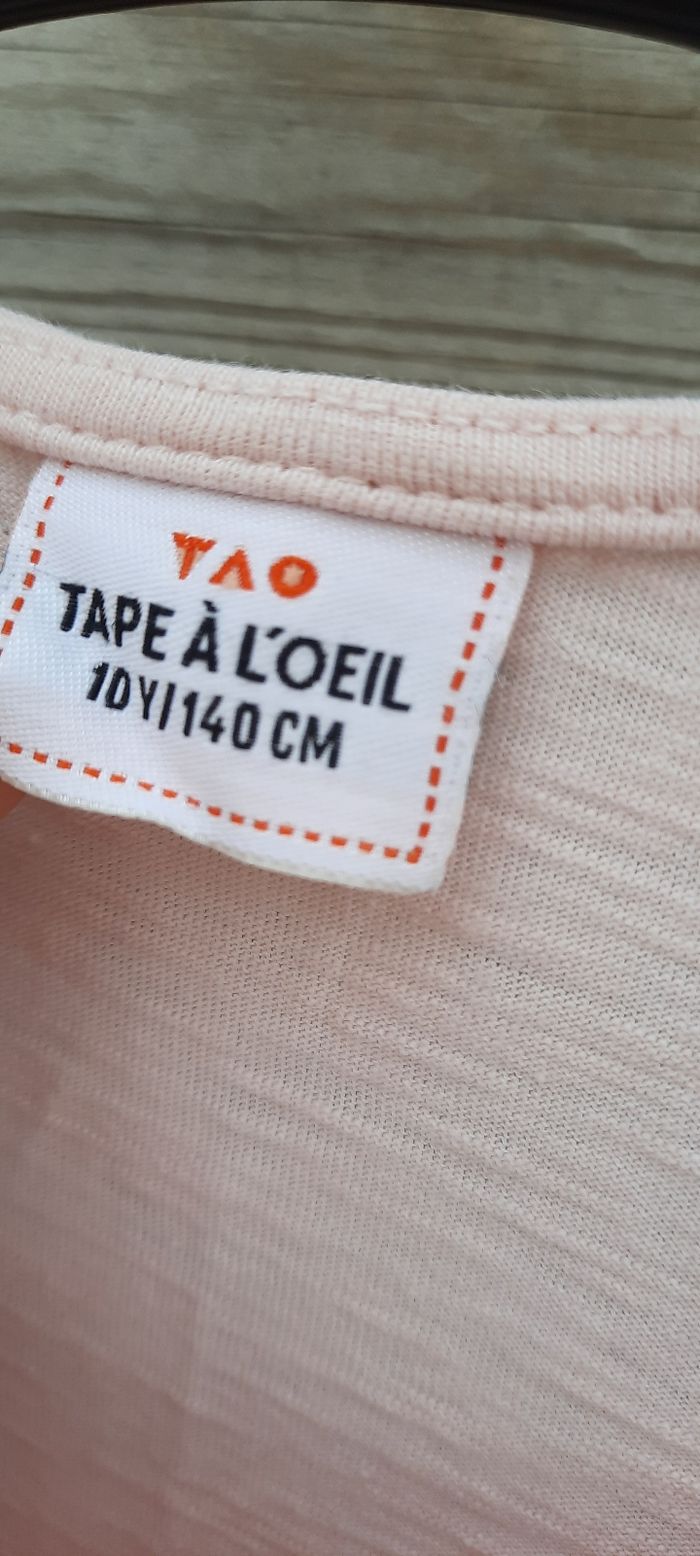 TAO
TAPE À L'OEIL
10Y/140 CM